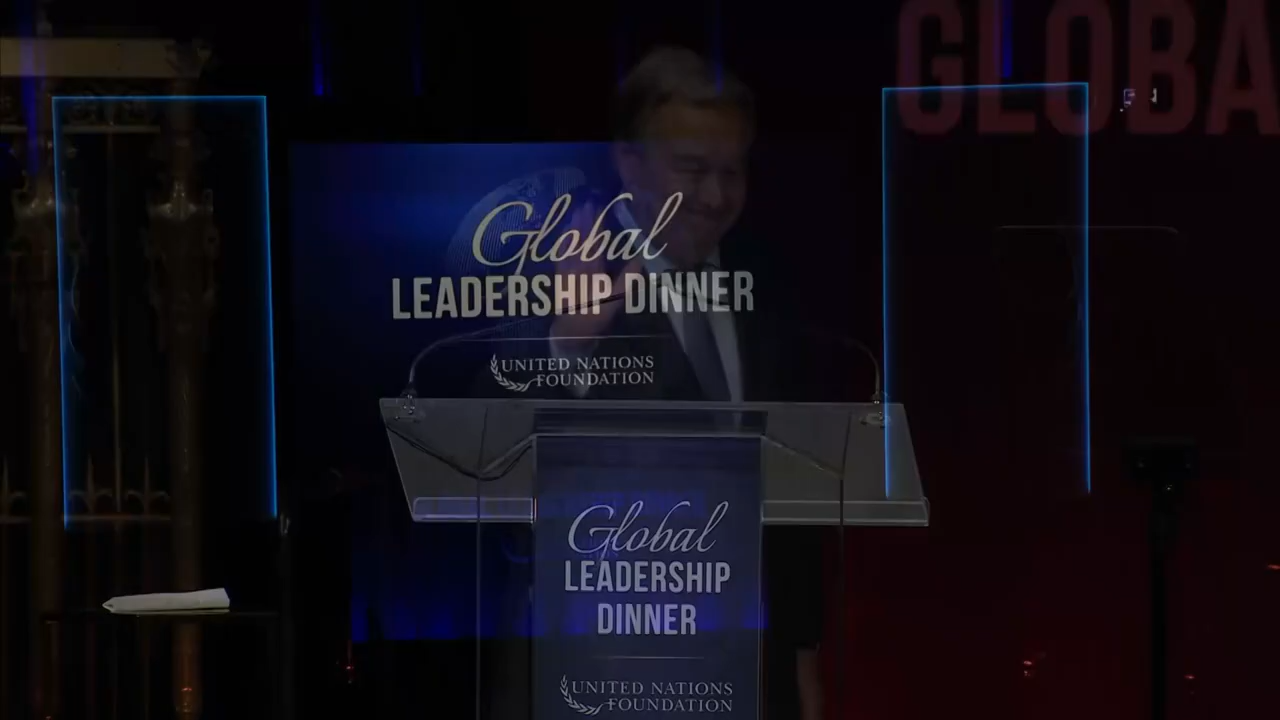 GLOBA
Global
LEADERSHIP DINNER
UNITED NATIONS
FOUNDATION
Global
LEADERSHIP
DINNER
UNITED NATIONS
FOUNDATION